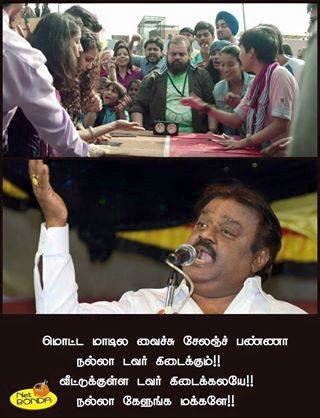 மொட்ட மாடில வைச்சு சேலஞ்ச் பண்ணா
நல்லா டவர் கிடைக்கும்!!
வீட்டுக்குள்ள டவர் கிடைக்கலயே!!
நல்லா கேளுங்க மக்களே!!
Net
BONDA